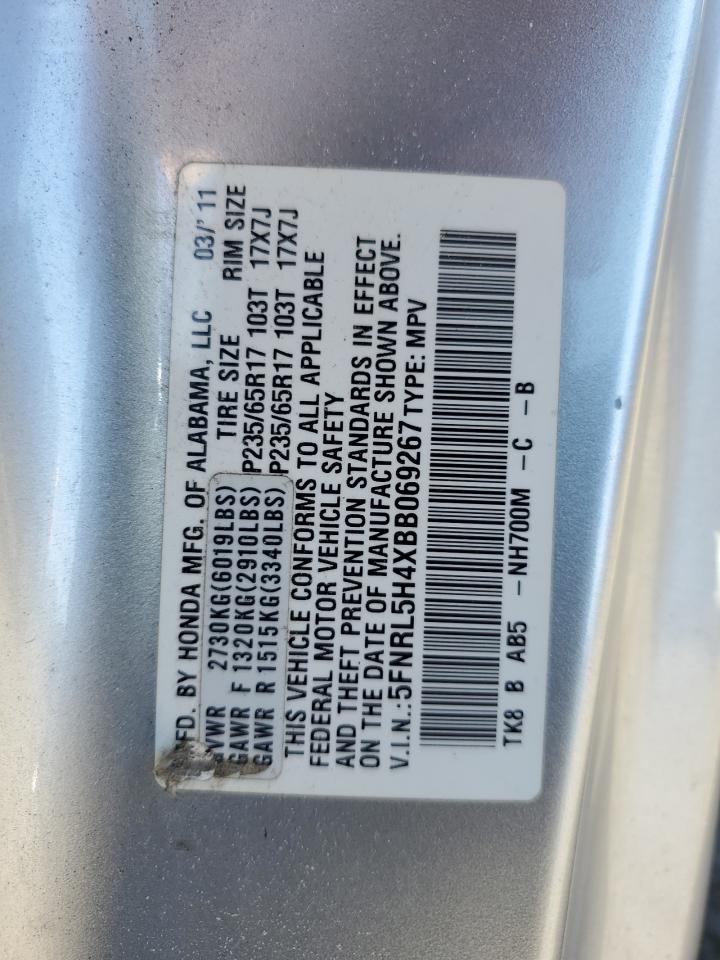 MFD. BY HONDA MFG. OF ALABAMA, LLC 03/'11
GVWR 2730KG(6019LBS) TIRE SIZE RIM SIZE
GAWR F 1320KG(2910LBS) P235/65R17 103T 17X7J
GAWR R 1515KG(3340LBS) P235/65R17 103T 17X7J
THIS VEHICLE CONFORMS TO ALL APPLICABLE
FEDERAL MOTOR VEHICLE SAFETY
AND THEFT PREVENTION STANDARDS IN EFFECT
ON THE DATE OF MANUFACTURE SHOWN ABOVE.
V.I.N.:5FNRL5H4XBB069267 TYPE: MPV
TK8 B AB5 -NH700M -C -B